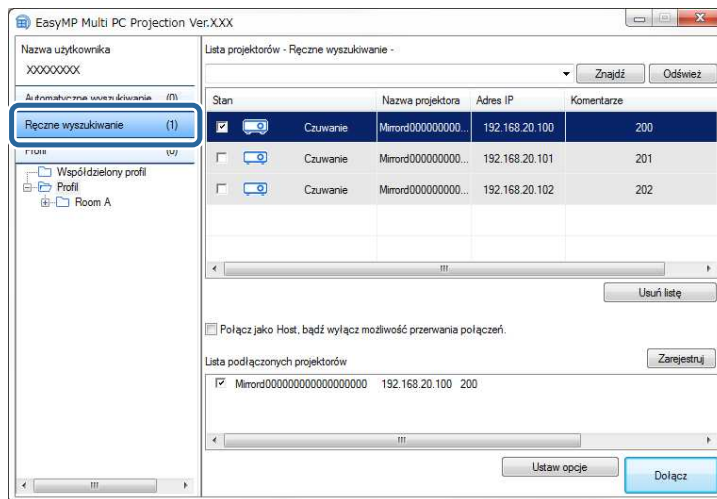 EasyMP Multi PC Projection Ver.XXX
Nazwa użytkownika
XXXXXXXX
Automatyczne wyszukiwanie (0)
Ręczne wyszukiwanie (1)
Profil (0)
Współdzielony profil
Profil
Room A
Lista projektorów - Ręczne wyszukiwanie -
Znajdź Odśwież
Stan Nazwa projektora Adres IP Komentarze
Czuwanie Mirrord000000000... 192.168.20.100 200
Czuwanie Mirrord000000000... 192.168.20.101 201
Czuwanie Mirrord000000000... 192.168.20.102 202
Usuń listę
Połącz jako Host, bądź wyłącz możliwość przerwania połączeń.
Lista podłączonych projektorów Zarejestruj
Mirrord000000000000000000 192.168.20.100 200
Ustaw opcje Dołącz